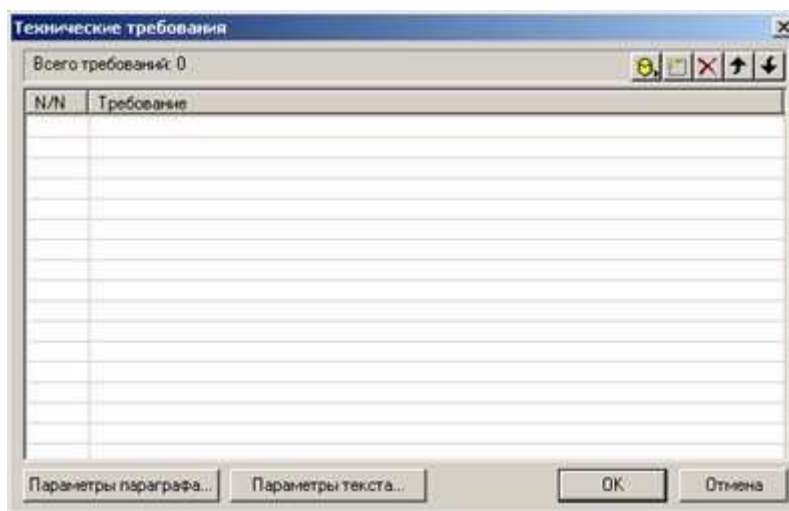 Технические требования
Всего требований: 0
N/N Требование
Параметры параграфа... Параметры текста... OK Отмена